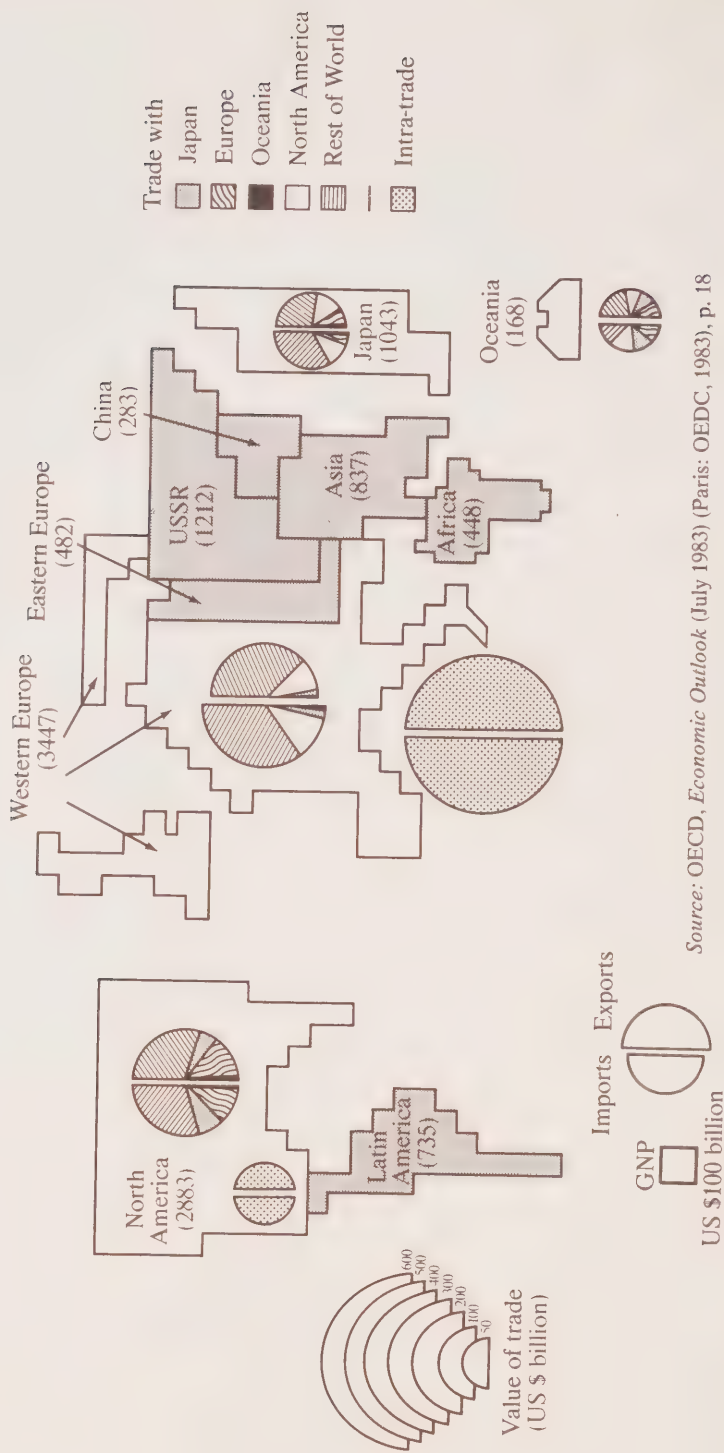 Western Europe
(3447)
Eastern Europe
(482)
China
(283)
USSR
(1212)
Asia
(837)
Africa
(448)
Japan
(1043)
Oceania
(168)
North
America
(2883)
Latin
America
(735)
Trade with
Japan
Europe
Oceania
North America
Rest of World
Intra-trade
600
500
400
300
200
100
50
Value of trade
(US $ billion)
Imports Exports
GNP
US $100 billion
Source: OECD, Economic Outlook (July 1983) (Paris: OEDC, 1983), p. 18